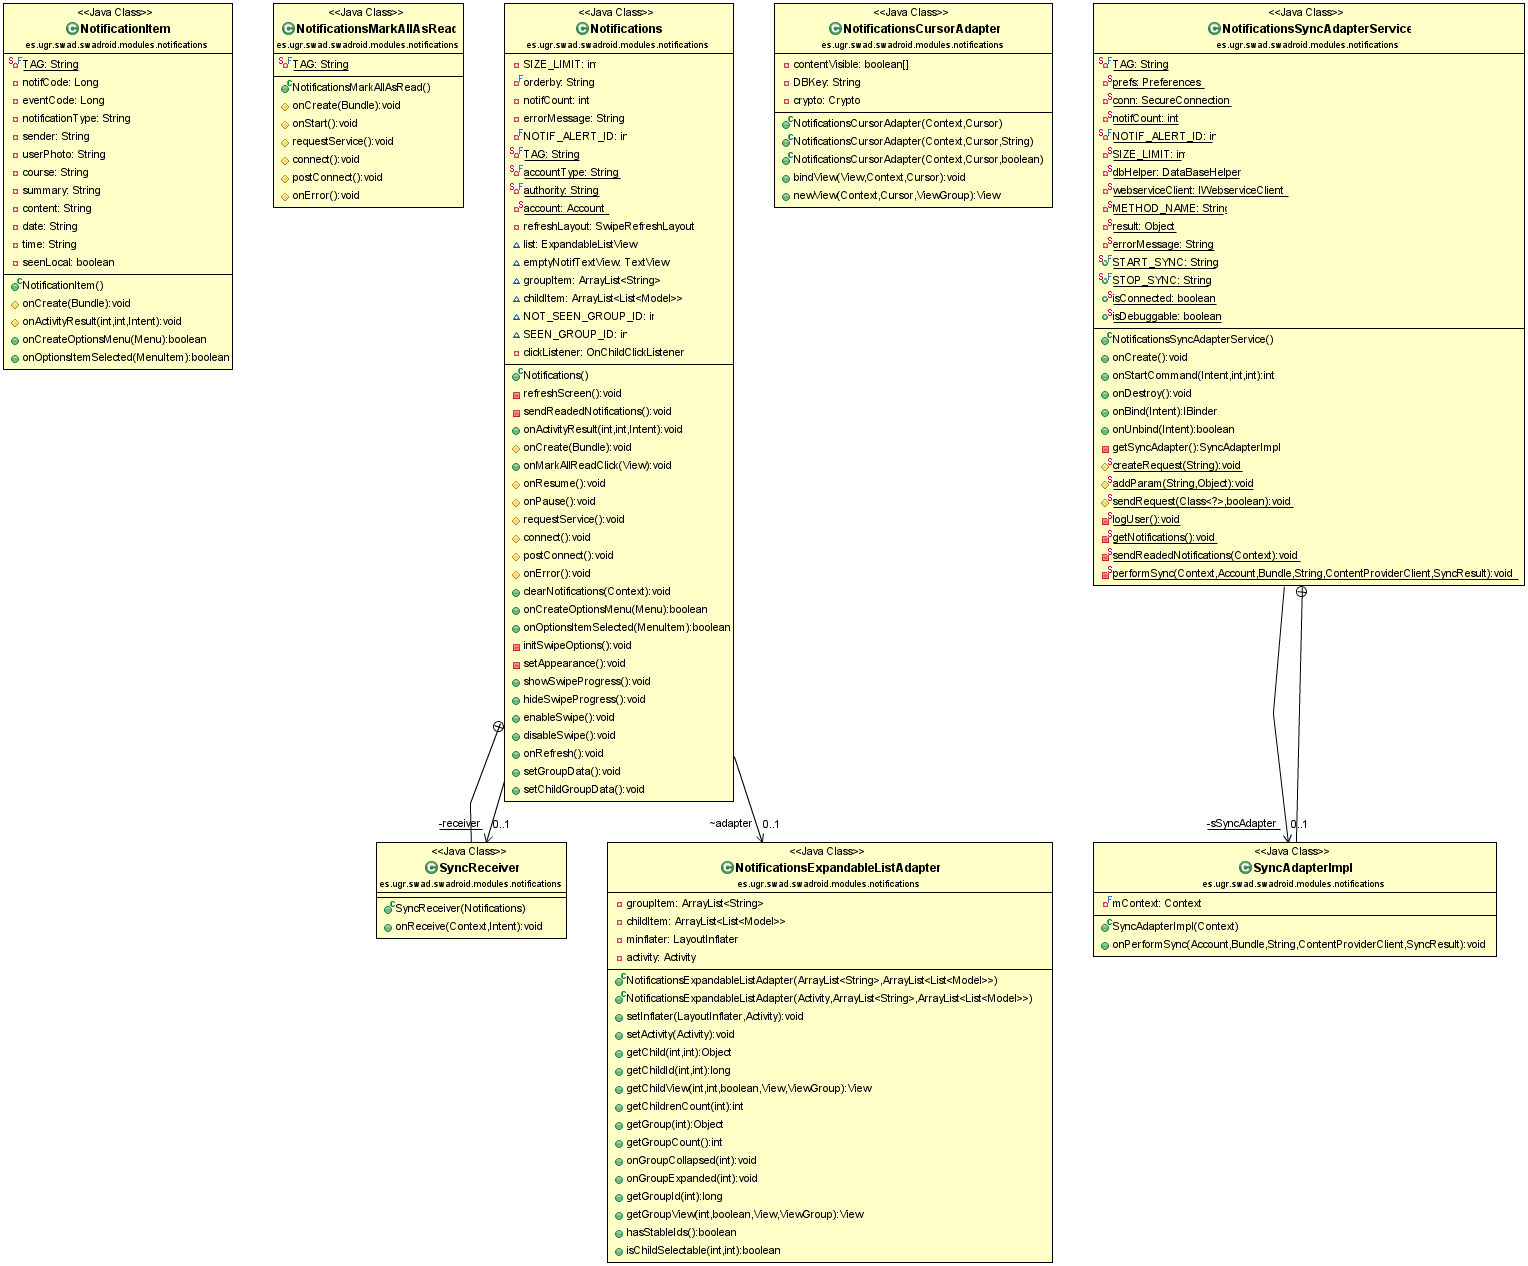 <<Java Class>>
NotificationItem
es.ugr.swad.swadroid.modules.notifications
TAG: String
notifCode: Long
eventCode: Long
notificationType: String
sender: String
userPhoto: String
course: String
summary: String
content: String
date: String
time: String
seenLocal: boolean
NotificationItem()
onCreate(Bundle):void
onActivityResult(int,int,Intent):void
onCreateOptionsMenu(Menu):boolean
onOptionsItemSelected(MenuItem):boolean
<<Java Class>>
NotificationsMarkAllAsRead
es.ugr.swad.swadroid.modules.notifications
TAG: String
NotificationsMarkAllAsRead()
onCreate(Bundle):void
onStart():void
requestService():void
connect():void
postConnect():void
onError():void
<<Java Class>>
Notifications
es.ugr.swad.swadroid.modules.notifications
SIZE_LIMIT: int
orderby: String
notifCount: int
errorMessage: String
NOTIF_ALERT_ID: int
TAG: String
accountType: String
authority: String
account: Account
refreshLayout: SwipeRefreshLayout
list: ExpandableListView
emptyNotifTextView: TextView
groupItem: ArrayList<String>
childItem: ArrayList<List<Model>>
NOT_SEEN_GROUP_ID: int
SEEN_GROUP_ID: int
clickListener: OnChildClickListener
Notifications()
refreshScreen():void
sendReadedNotifications():void
onActivityResult(int,int,Intent):void
onCreate(Bundle):void
onMarkAllReadClick(View):void
onResume():void
onPause():void
requestService():void
connect():void
postConnect():void
onError():void
clearNotifications(Context):void
onCreateOptionsMenu(Menu):boolean
onOptionsItemSelected(MenuItem):boolean
initSwipeOptions():void
setAppearance():void
showSwipeProgress():void
hideSwipeProgress():void
enableSwipe():void
disableSwipe():void
onRefresh():void
setGroupData():void
setChildGroupData():void
<<Java Class>>
NotificationsCursorAdapter
es.ugr.swad.swadroid.modules.notifications
contentVisible: boolean[]
DBKey: String
crypto: Crypto
NotificationsCursorAdapter(Context,Cursor)
NotificationsCursorAdapter(Context,Cursor,String)
NotificationsCursorAdapter(Context,Cursor,boolean)
bindView(View,Context,Cursor):void
newView(Context,Cursor,ViewGroup):View
<<Java Class>>
NotificationsSyncAdapterService
es.ugr.swad.swadroid.modules.notifications
TAG: String
prefs: Preferences
conn: SecureConnection
notifCount: int
NOTIF_ALERT_ID: int
SIZE_LIMIT: int
dbHelper: DataBaseHelper
webserviceClient: IWebserviceClient
METHOD_NAME: String
result: Object
errorMessage: String
START_SYNC: String
STOP_SYNC: String
isConnected: boolean
isDebuggable: boolean
NotificationsSyncAdapterService()
onCreate():void
onStartCommand(Intent,int,int):int
onDestroy():void
onBind(Intent):IBinder
onUnbind(Intent):boolean
getSyncAdapter():SyncAdapterImpl
createRequest(String):void
addParam(String,Object):void
sendRequest(Class<?>,boolean):void
logUser():void
getNotifications():void
sendReadedNotifications(Context):void
performSync(Context,Account,Bundle,String,ContentProviderClient,SyncResult):void
-receiver 0..1
~adapter 0..1
-sSyncAdapter 0..1
<<Java Class>>
SyncReceiver
es.ugr.swad.swadroid.modules.notifications
SyncReceiver(Notifications)
onReceive(Context,Intent):void
<<Java Class>>
NotificationsExpandableListAdapter
es.ugr.swad.swadroid.modules.notifications
groupItem: ArrayList<String>
childItem: ArrayList<List<Model>>
minflater: LayoutInflater
activity: Activity
NotificationsExpandableListAdapter(ArrayList<String>,ArrayList<List<Model>>)
NotificationsExpandableListAdapter(Activity,ArrayList<String>,ArrayList<List<Model>>)
setInflater(LayoutInflater,Activity):void
setActivity(Activity):void
getChild(int,int):Object
getChildId(int,int):long
getChildView(int,int,boolean,View,ViewGroup):View
getChildrenCount(int):int
getGroup(int):Object
getGroupCount():int
onGroupCollapsed(int):void
onGroupExpanded(int):void
getGroupId(int):long
getGroupView(int,boolean,View,ViewGroup):View
hasStableIds():boolean
isChildSelectable(int,int):boolean
<<Java Class>>
SyncAdapterImpl
es.ugr.swad.swadroid.modules.notifications
mContext: Context
SyncAdapterImpl(Context)
onPerformSync(Account,Bundle,String,ContentProviderClient,SyncResult):void